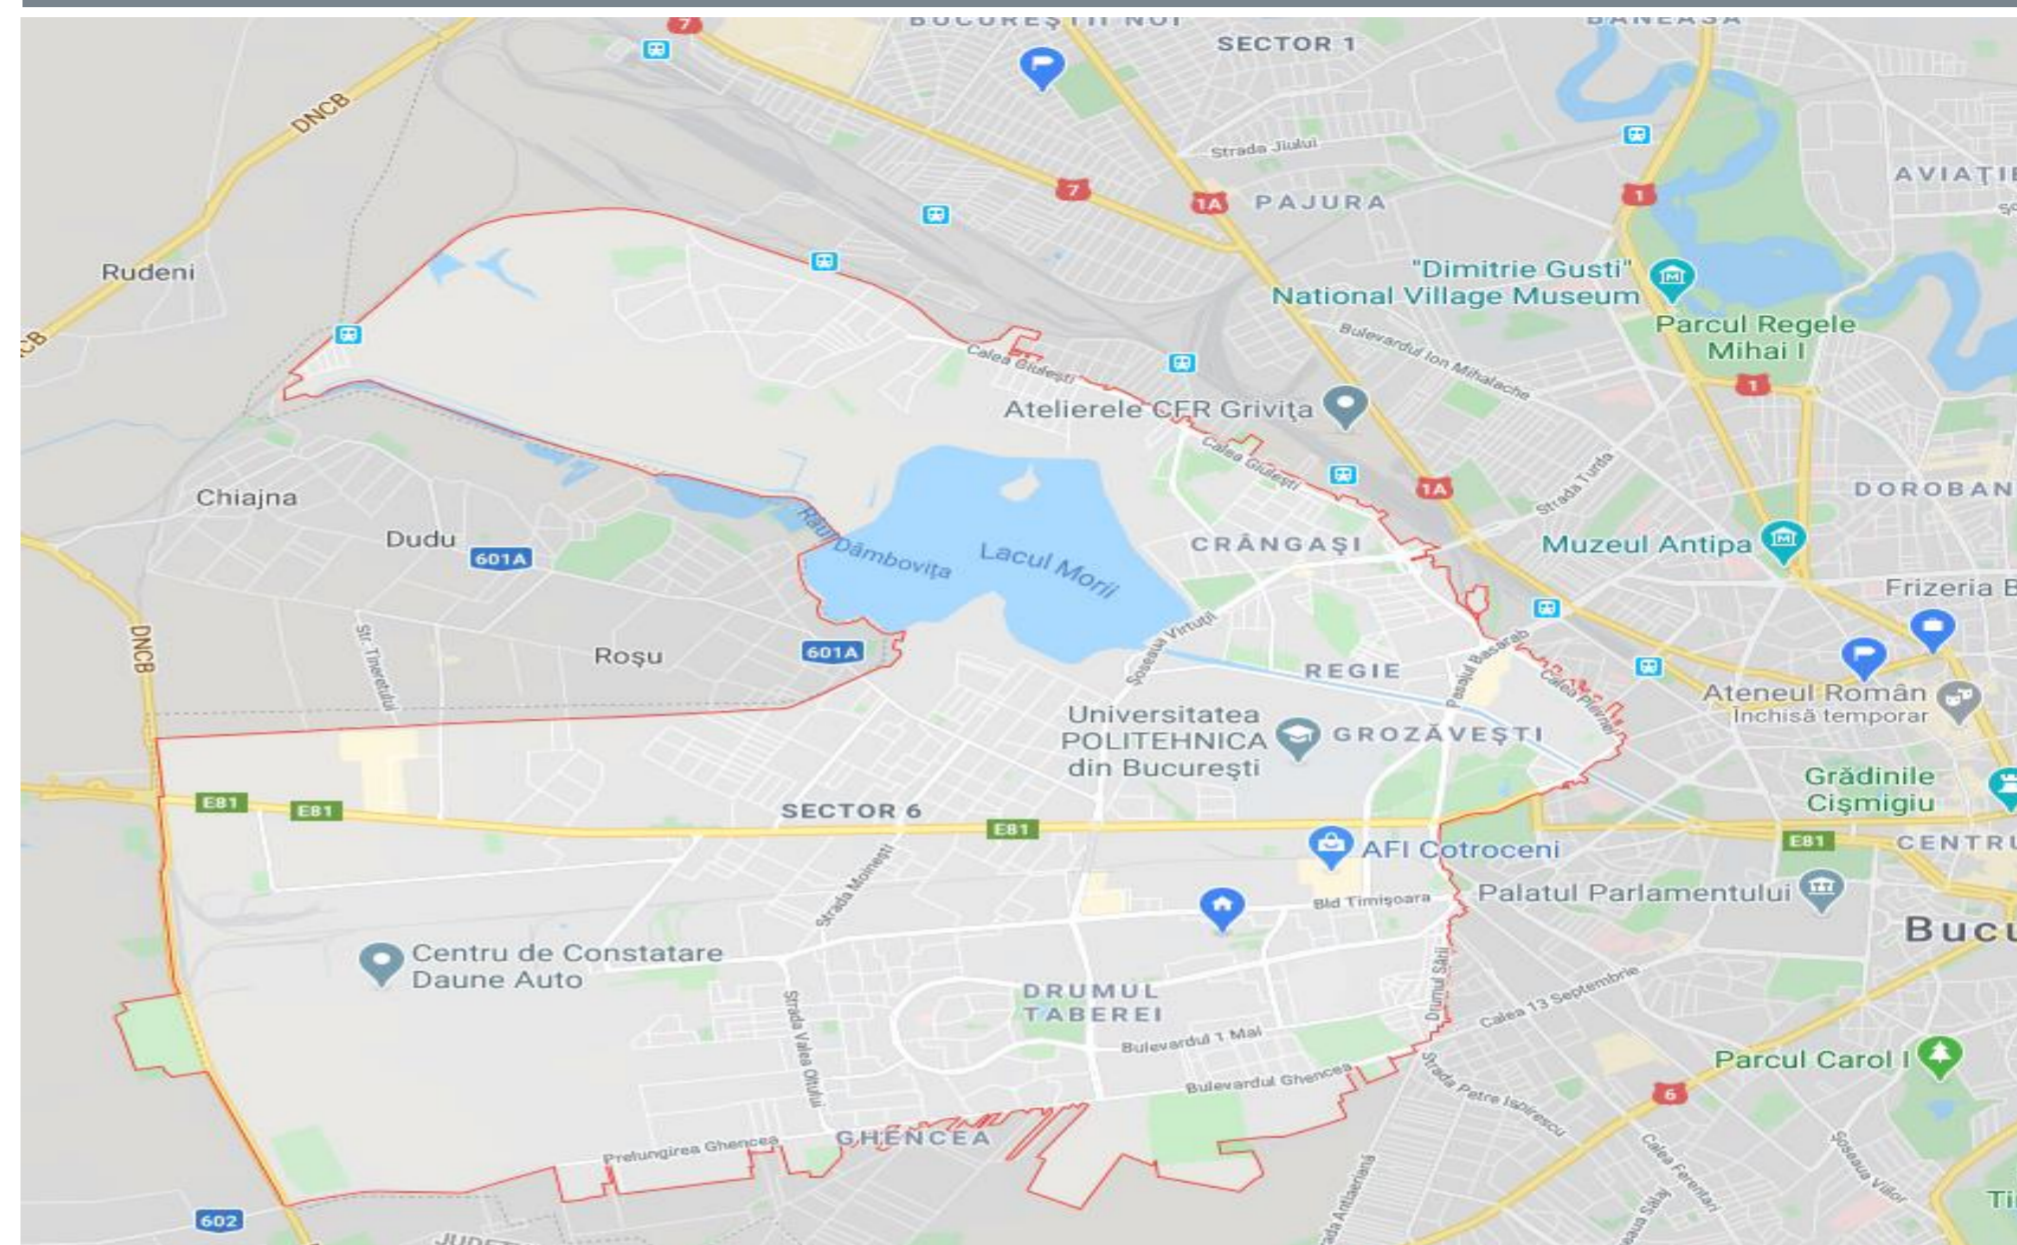 BUCUREȘTII NOI
BĂNEASA
SECTOR 1
7
DNCB
Strada Jiului
7
1A
PAJURA
1
AVIAȚIE
Rudeni
"Dimitrie Gusti"
National Village Museum
Parcul Regele
Mihai I
Bulevardul Ion Mihalache
Calea Giulești
1
Atelierele CFR Grivița
Calea Giulești
Strada Turda
1A
DOROBAN
Chiajna
Dudu
601A
Râul Dâmbovița
Lacul Morii
CRÂNGAȘI
Muzeul Antipa
Frizeria B
DNCB
Str. Tineretului
Roșu
601A
Șoseaua Virtuții
REGIE
Pasajul Basarab
Calea Plevnei
Ateneul Român
Închisă temporar
Universitatea
POLITEHNICA
din București
GROZĂVEȘTI
Grădinile
Cișmigiu
E81
E81
SECTOR 6
E81
E81
CENTRU
AFI Cotroceni
Strada Moinești
Bld Timișoara
Palatul Parlamentului
Bucu
Centru de Constatare
Daune Auto
Drumul Sării
Calea 13 Septembrie
DRUMUL
TABEREI
Strada Valea Oltului
Bulevardul 1 Mai
Bulevardul Ghencea
Parcul Carol I
6
Strada Petre Ispirescu
GHENCEA
Prelungirea Ghencea
Calea Ferentari
Șoseaua Viilor
602
Ti